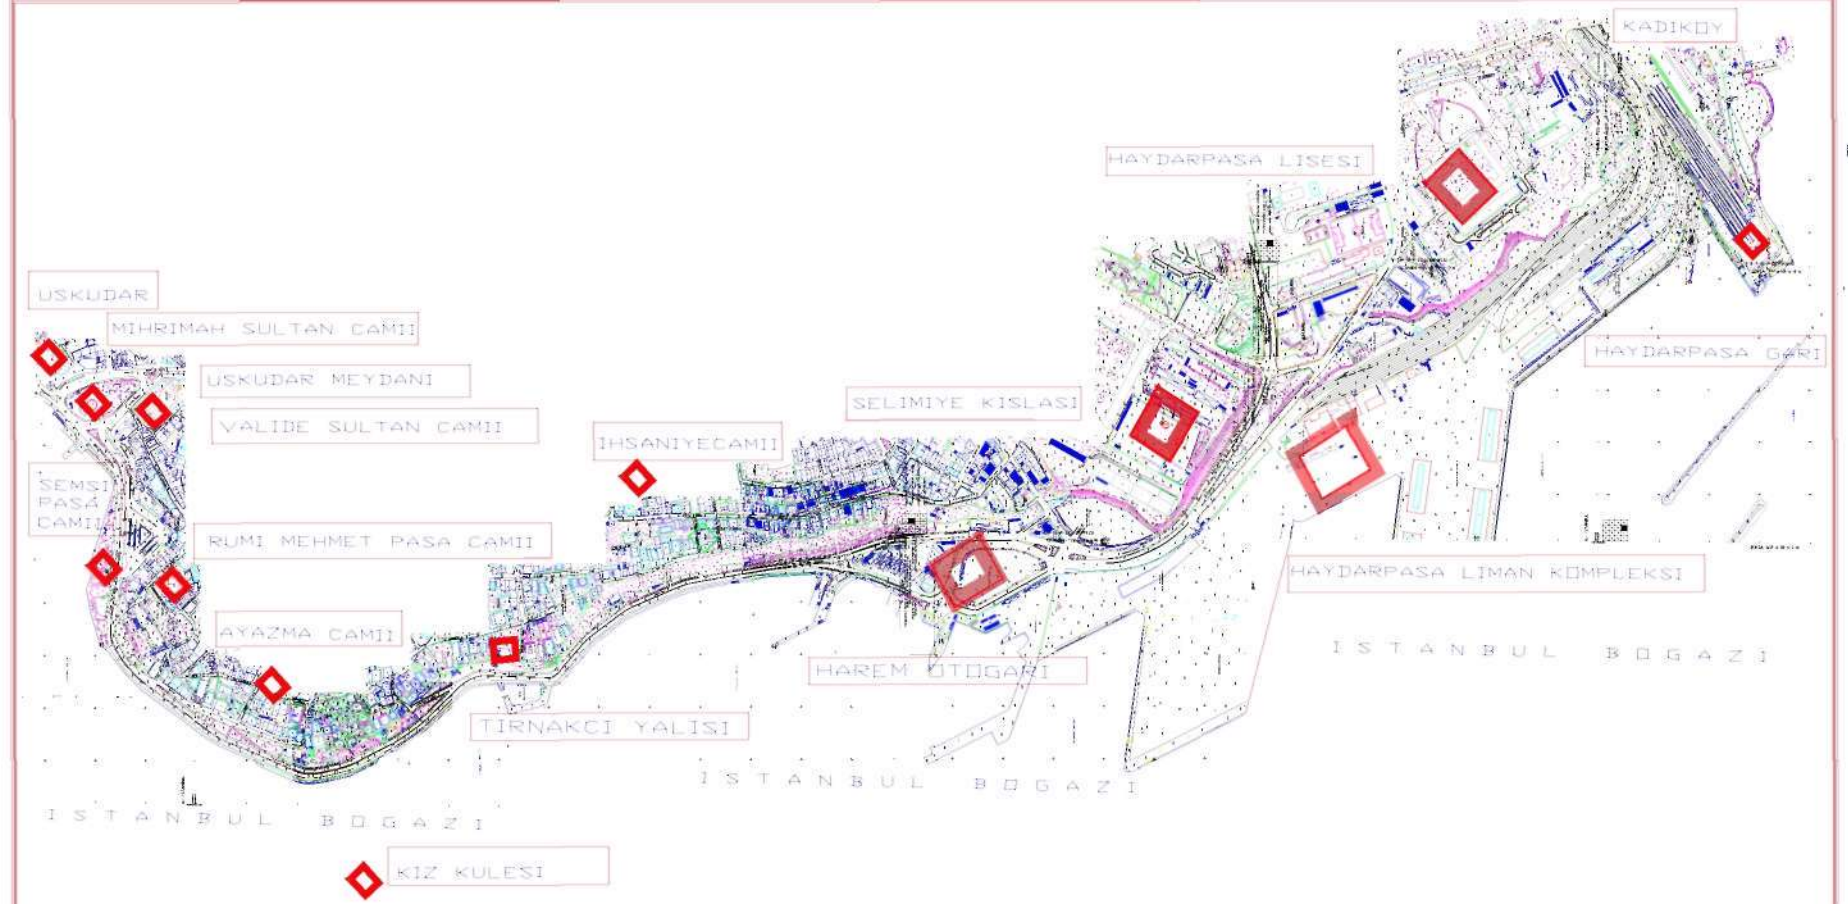 KADIKOY
HAYDARPASA LISESI
USKUDAR
MIHRIMAH SULTAN CAMII
HAYDARPASA GARI
USKUDAR MEYDANI
SELIMIYE KISLASI
VALIDE SULTAN CAMII
IHSANIYECAMII
SEMSI
PASA
CAMII
RUMI MEHMET PASA CAMII
HAYDARPASA LIMAN KOMPLEKSI
AYAZMA CAMII
ISTANBUL BOGAZI
HAREM OTOGARI
TIRNAKCI YALISI
ISTANBUL BOGAZI
ISTANBUL BOGAZI
KIZ KULESI